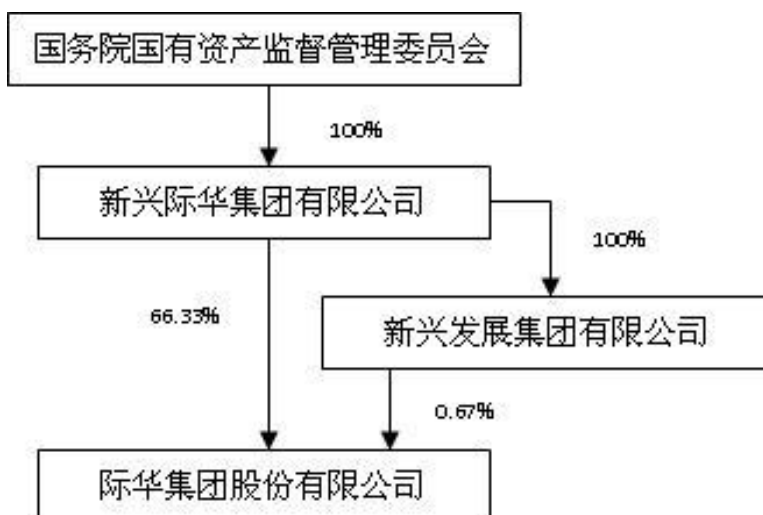 国务院国有资产监督管理委员会
100%
新兴际华集团有限公司
100%
66.33%
新兴发展集团有限公司
0.67%
际华集团股份有限公司